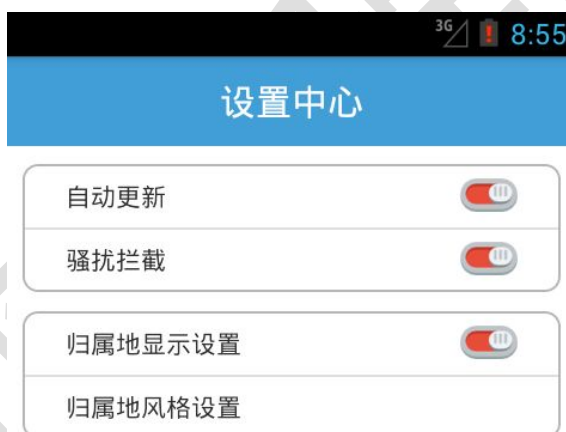 3G 8:55
设置中心
自动更新
骚扰拦截
归属地显示设置
归属地风格设置